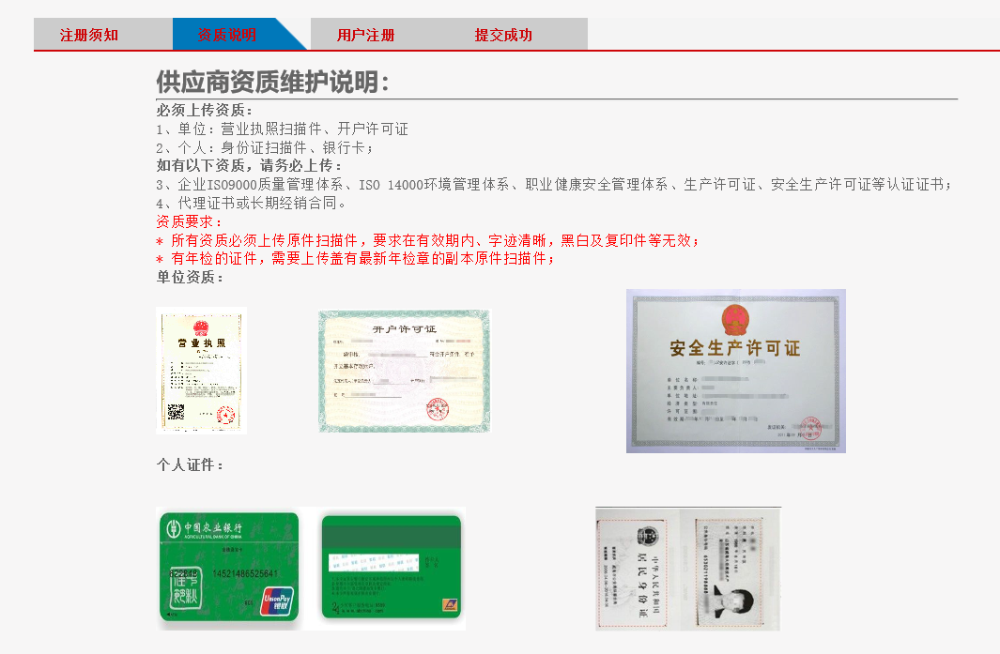 注册须知
资质说明
用户注册
提交成功
供应商资质维护说明：
必须上传资质：
1、单位：营业执照扫描件、开户许可证
2、个人：身份证扫描件、银行卡；
如有以下资质，请务必上传：
3、企业ISO9000质量管理体系、ISO 14000环境管理体系、职业健康安全管理体系、生产许可证、安全生产许可证等认证证书；
4、代理证书或长期经销合同。
资质要求：
* 所有资质必须上传原件扫描件，要求在有效期内、字迹清晰，黑白及复印件等无效；
* 有年检的证件，需要上传盖有最新年检章的副本原件扫描件；
单位资质：
营业执照
开户许可证
安全生产许可证
个人证件：
中国农业银行
AGRICULTURAL BANK OF CHINA
UnionPay
银联
中华人民共和国
居民身份证